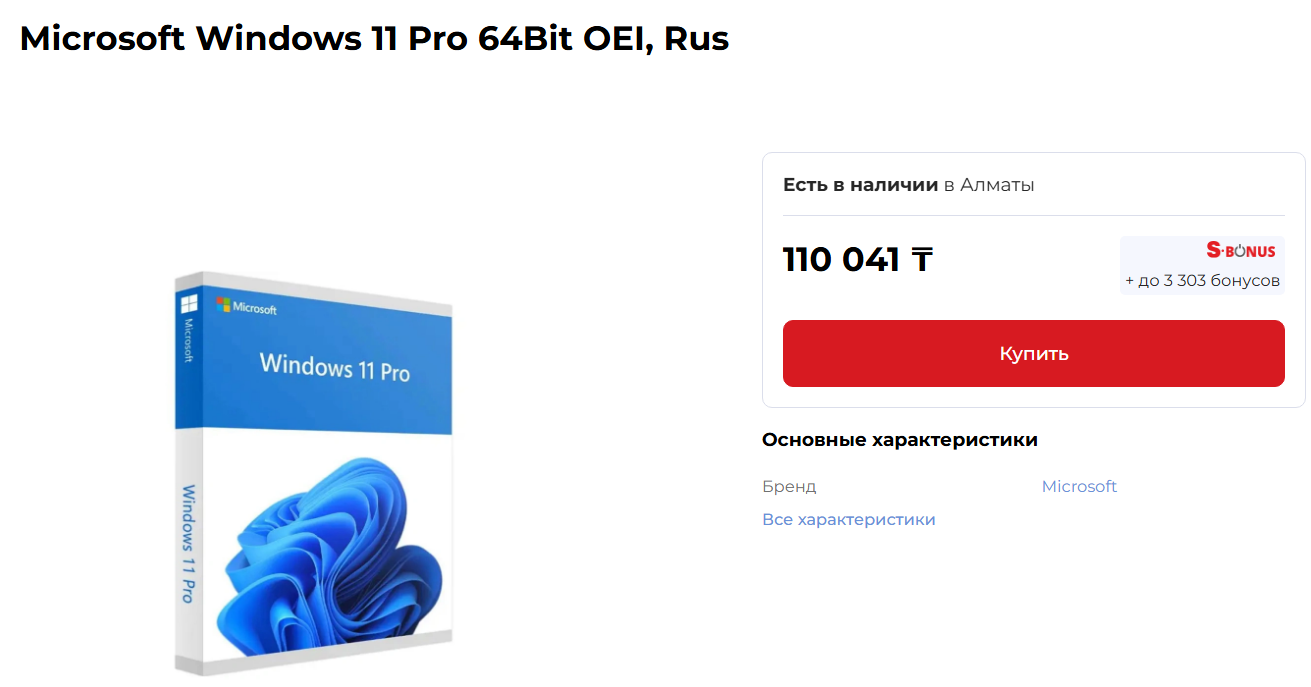 Microsoft Windows 11 Pro 64Bit OEI, Rus
Microsoft
Microsoft
Windows 11 Pro
Windows 11 Pro
Есть в наличии в Алматы
110 041 ₸
S·BONUS
+ до 3 303 бонусов
Купить
Основные характеристики
Бренд Microsoft
Все характеристики